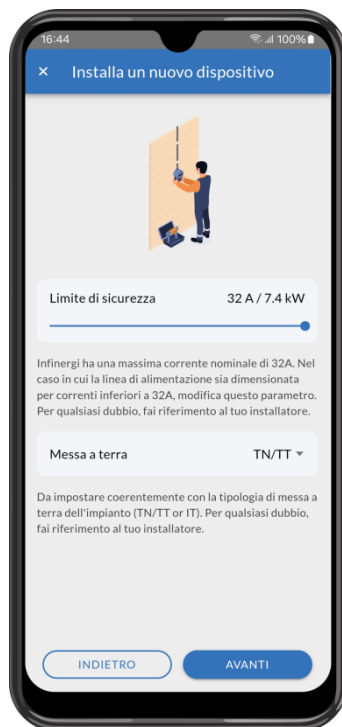 16:44
100%
× Installa un nuovo dispositivo
Limite di sicurezza 32 A / 7.4 kW
Infinergi ha una massima corrente nominale di 32A. Nel
caso in cui la linea di alimentazione sia dimensionata
per correnti inferiori a 32A, modifica questo parametro.
Per qualsiasi dubbio, fai riferimento al tuo installatore.
Messa a terra TN/TT
Da impostare coerentemente con la tipologia di messa a
terra dell'impianto (TN/TT or IT). Per qualsiasi dubbio,
fai riferimento al tuo installatore.
INDIETRO AVANTI